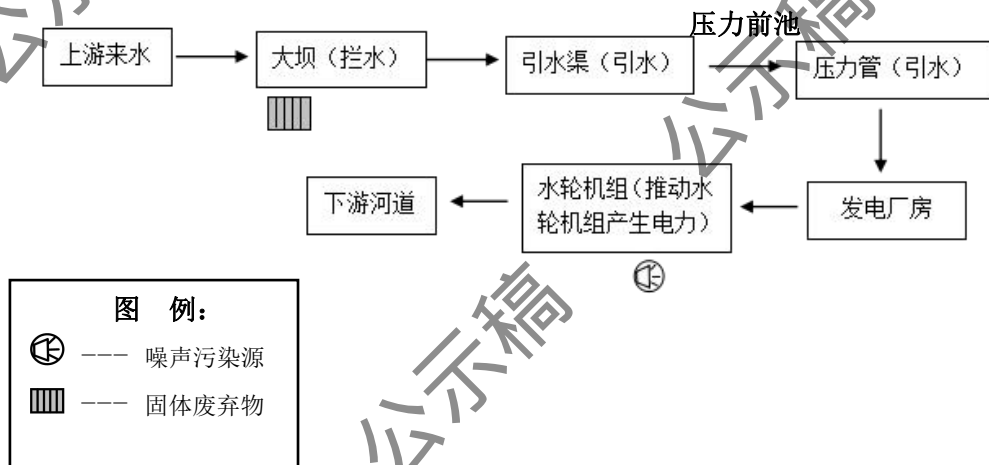 压力前池
上游来水
大坝（拦水）
引水渠（引水）
压力管（引水）
下游河道
水轮机组（推动水
轮机组产生电力）
发电厂房
图 例：
--- 噪声污染源
--- 固体废弃物
公示稿
公示稿
公示稿